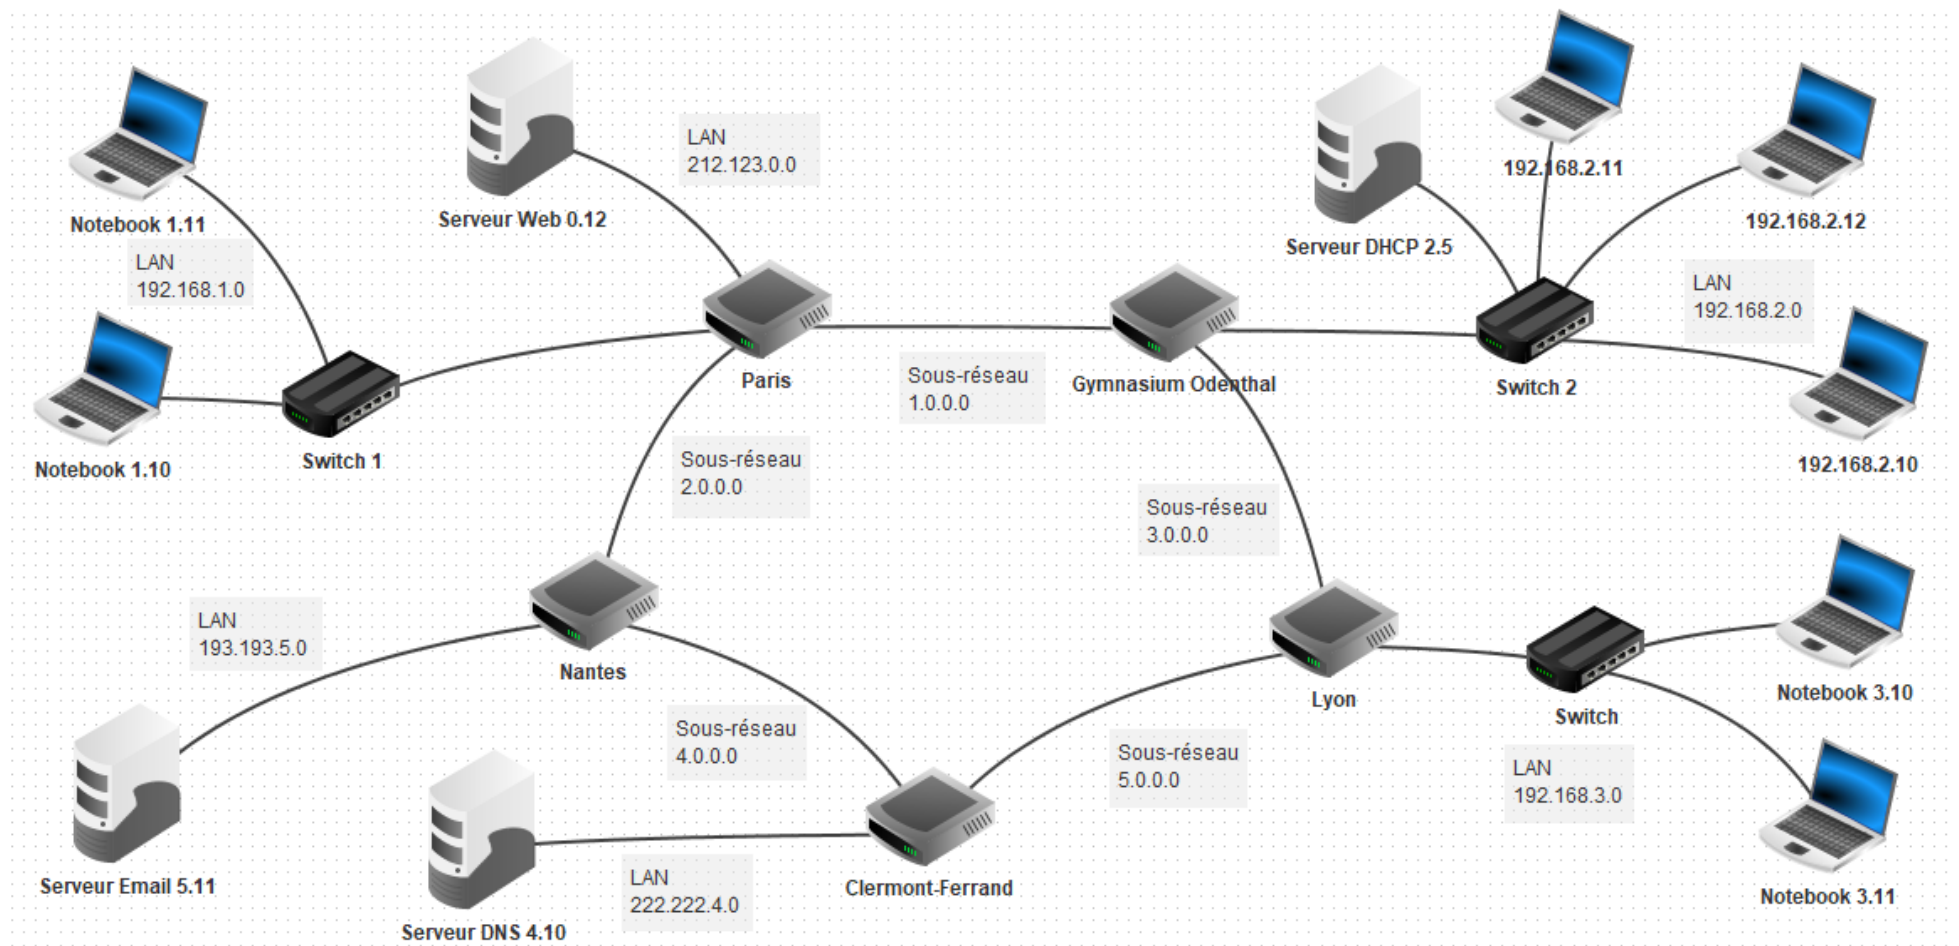 LAN
212.123.0.0
192.168.2.11
Notebook 1.11
Serveur Web 0.12
192.168.2.12
Serveur DHCP 2.5
LAN
192.168.1.0
LAN
192.168.2.0
Paris
Sous-réseau
1.0.0.0
Gymnasium Odenthal
Switch 2
Notebook 1.10
Switch 1
192.168.2.10
Sous-réseau
2.0.0.0
Sous-réseau
3.0.0.0
LAN
193.193.5.0
Nantes
Lyon
Switch
Notebook 3.10
Sous-réseau
4.0.0.0
Sous-réseau
5.0.0.0
LAN
192.168.3.0
Serveur Email 5.11
LAN
222.222.4.0
Clermont-Ferrand
Notebook 3.11
Serveur DNS 4.10